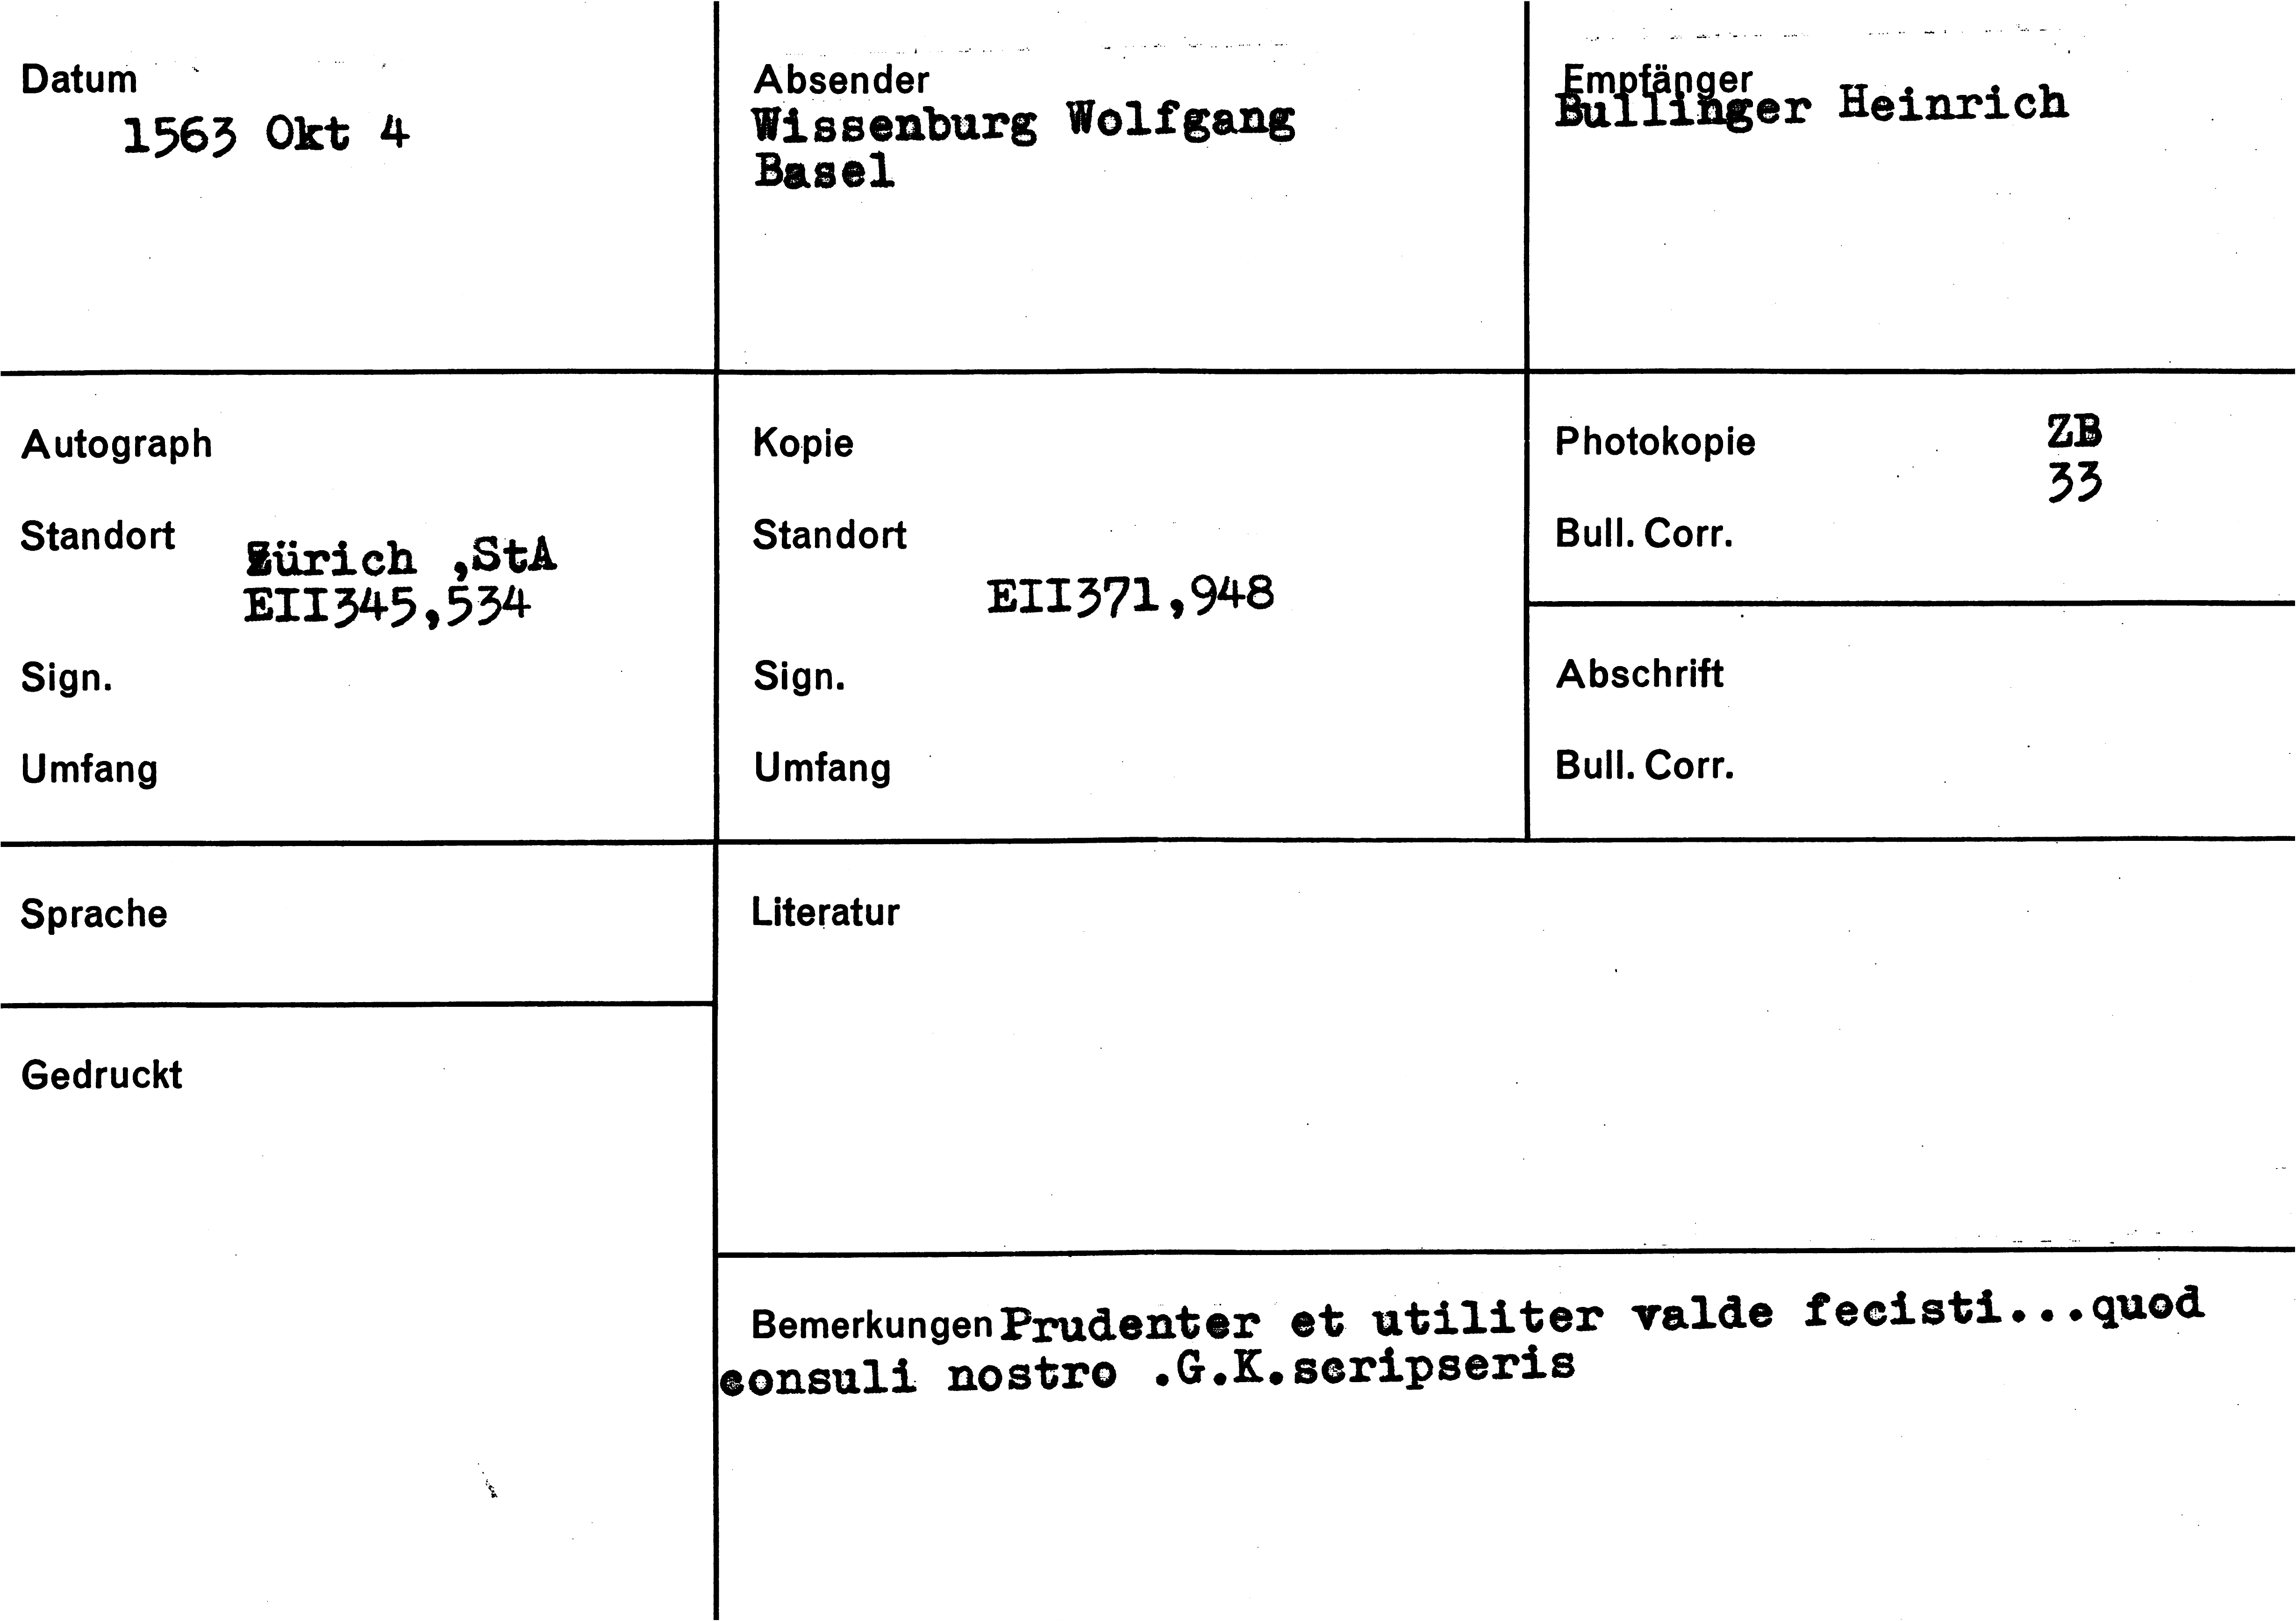 Datum
1563 Okt 4
Absender
Wissenburg Wolfgang
Basel
Empfänger
Bullinger Heinrich
Autograph
Standort
Zürich ,StA
EII345,534
Sign.
Umfang
Kopie
Standort
EII371,948
Sign.
Umfang
Photokopie ZB
33
Bull. Corr.
Abschrift
Bull. Corr.
Sprache
Literatur
Gedruckt
Bemerkungen Prudenter et utiliter valde fecisti...quod
consuli nostro .G.K.scripseris